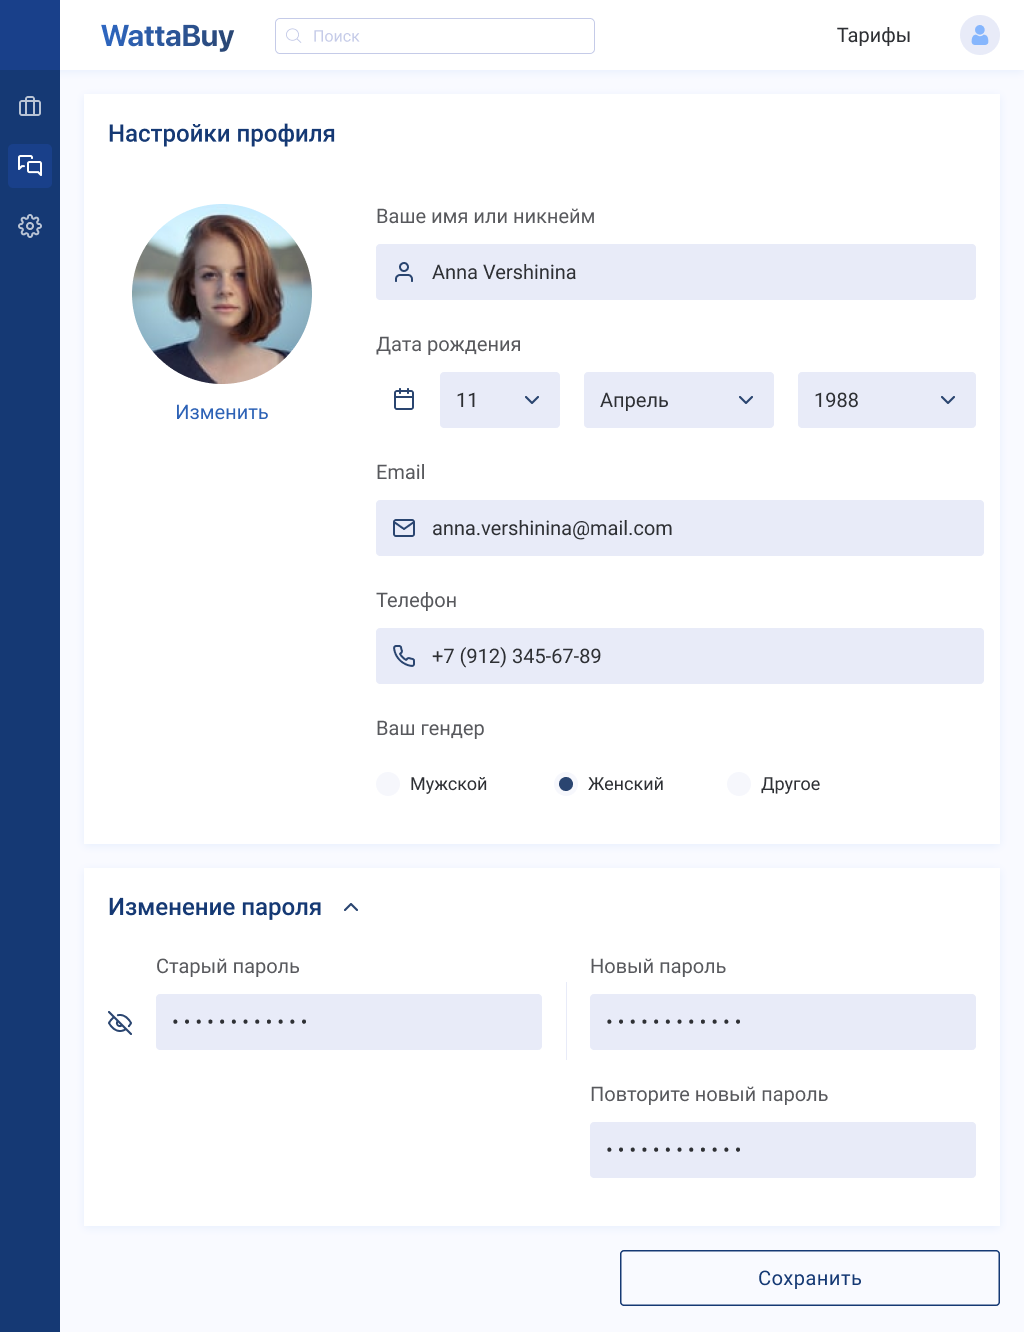 WattaBuy
Поиск
Тарифы
Настройки профиля
Изменить
Ваше имя или никнейм
Anna Vershinina
Дата рождения
11
Апрель
1988
Email
anna.vershinina@mail.com
Телефон
+7 (912) 345-67-89
Ваш гендер
Мужской
Женский
Другое
Изменение пароля
Старый пароль
••••••••••••
Новый пароль
••••••••••••
Повторите новый пароль
••••••••••••
Сохранить